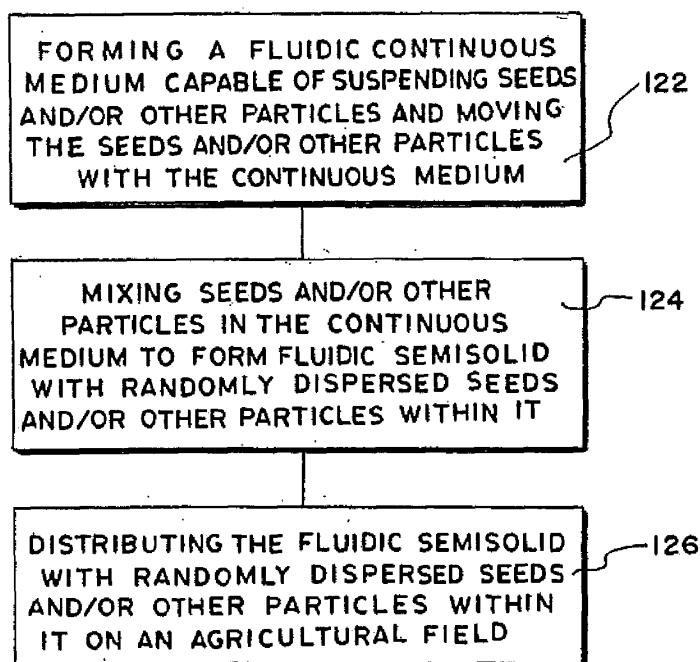 FORMING A FLUIDIC CONTINUOUS
MEDIUM CAPABLE OF SUSPENDING SEEDS
AND/OR OTHER PARTICLES AND MOVING
THE SEEDS AND/OR OTHER PARTICLES
WITH THE CONTINUOUS MEDIUM
122
MIXING SEEDS AND/OR OTHER
PARTICLES IN THE CONTINUOUS
MEDIUM TO FORM FLUIDIC SEMISOLID
WITH RANDOMLY DISPERSED SEEDS
AND/OR OTHER PARTICLES WITHIN IT
124
DISTRIBUTING THE FLUIDIC SEMISOLID
WITH RANDOMLY DISPERSED SEEDS
AND/OR OTHER PARTICLES WITHIN
IT ON AN AGRICULTURAL FIELD
126